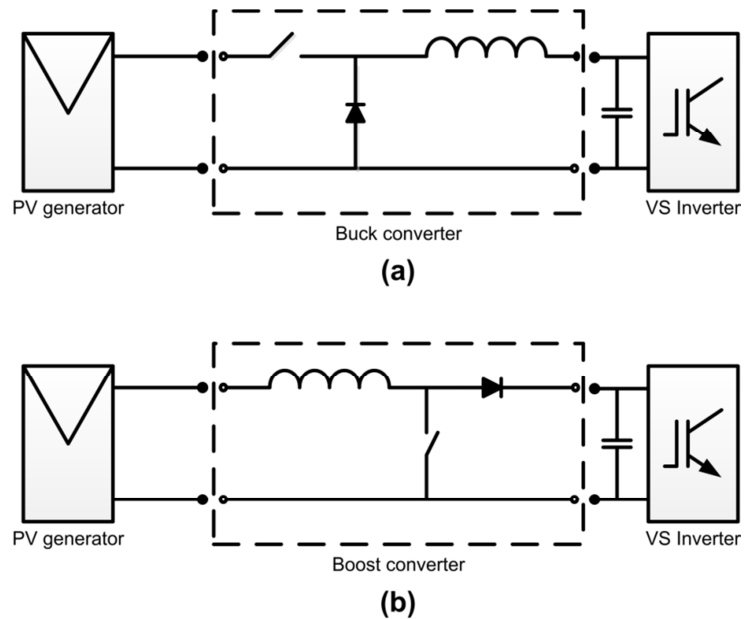 PV generator
VS Inverter
Buck converter
(a)
PV generator
VS Inverter
Boost converter
(b)